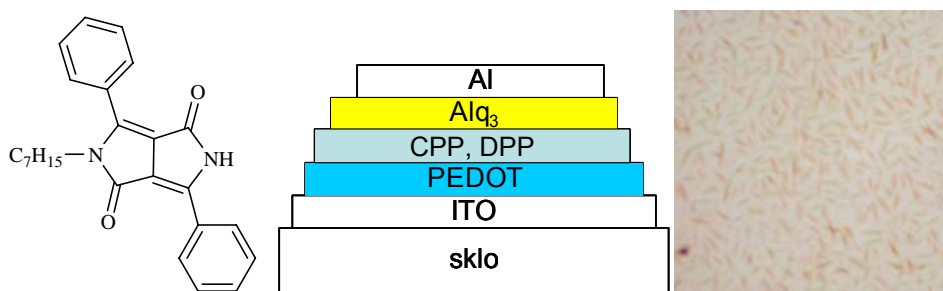 O
C₇H₁₅
N
NH
O
Al
Alq₃
CPP, DPP
PEDOT
ITO
sklo